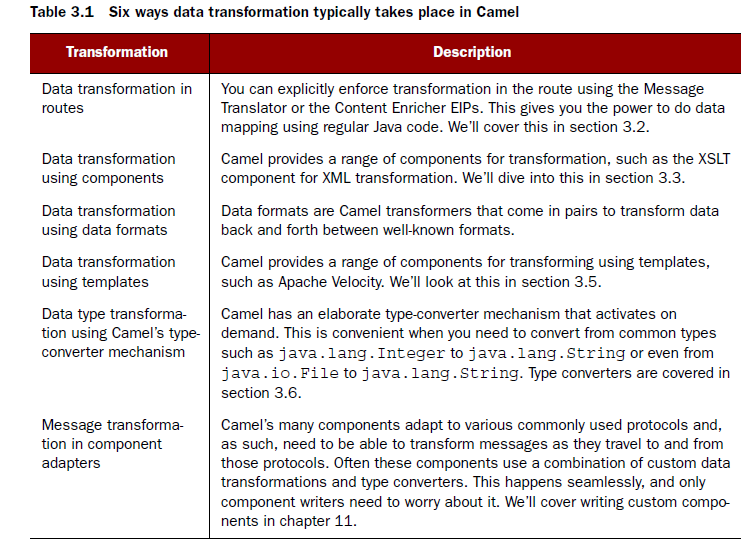 Table 3.1 Six ways data transformation typically takes place in Camel
Transformation
Description
Data transformation in
routes
You can explicitly enforce transformation in the route using the Message
Translator or the Content Enricher EIPs. This gives you the power to do data
mapping using regular Java code. We'll cover this in section 3.2.
Data transformation
using components
Camel provides a range of components for transformation, such as the XSLT
component for XML transformation. We'll dive into this in section 3.3.
Data transformation
using data formats
Data formats are Camel transformers that come in pairs to transform data
back and forth between well-known formats.
Data transformation
using templates
Camel provides a range of components for transforming using templates,
such as Apache Velocity. We'll look at this in section 3.5.
Data type transforma-
tion using Camel's type-
converter mechanism
Camel has an elaborate type-converter mechanism that activates on
demand. This is convenient when you need to convert from common types
such as java.lang.Integer to java.lang.String or even from
java.io.File to java.lang.String. Type converters are covered in
section 3.6.
Message transforma-
tion in component
adapters
Camel's many components adapt to various commonly used protocols and,
as such, need to be able to transform messages as they travel to and from
those protocols. Often these components use a combination of custom data
transformations and type converters. This happens seamlessly, and only
component writers need to worry about it. We'll cover writing custom compo-
nents in chapter 11.